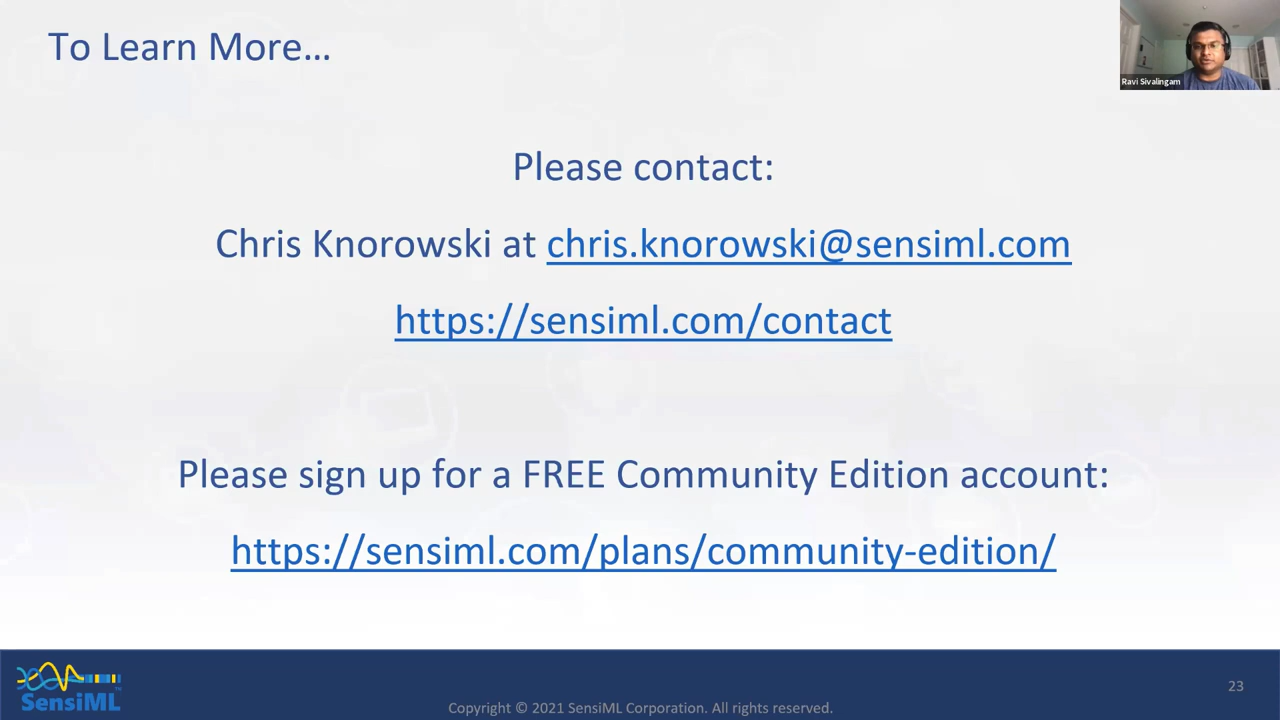 To Learn More...
Ravi Sivalingam
Please contact:
Chris Knorowski at chris.knorowski@sensiml.com
https://sensiml.com/contact
Please sign up for a FREE Community Edition account:
https://sensiml.com/plans/community-edition/
SensiML™
23
Copyright © 2021 SensiML Corporation. All rights reserved.